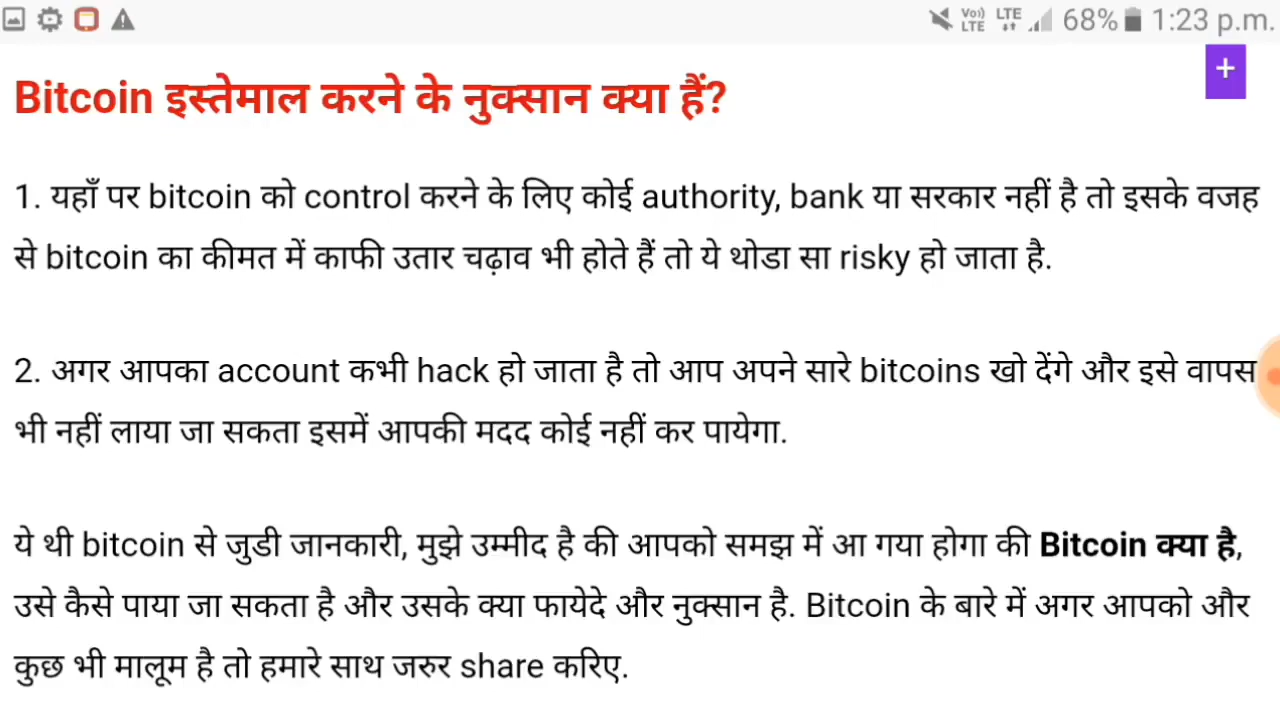 Vo)) LTE LTE 68% 1:23 p.m.
+
Bitcoin इस्तेमाल करने के नुक्सान क्या हैं?
1. यहाँ पर bitcoin को control करने के लिए कोई authority, bank या सरकार नहीं है तो इसके वजह
से bitcoin का कीमत में काफी उतार चढ़ाव भी होते हैं तो ये थोडा सा risky हो जाता है.
2. अगर आपका account कभी hack हो जाता है तो आप अपने सारे bitcoins खो देंगे और इसे वापस
भी नहीं लाया जा सकता इसमें आपकी मदद कोई नहीं कर पायेगा.
ये थी bitcoin से जुडी जानकारी, मुझे उम्मीद है की आपको समझ में आ गया होगा की Bitcoin क्या है,
उसे कैसे पाया जा सकता है और उसके क्या फायेदे और नुक्सान है. Bitcoin के बारे में अगर आपको और
कुछ भी मालूम है तो हमारे साथ जरुर share करिए.